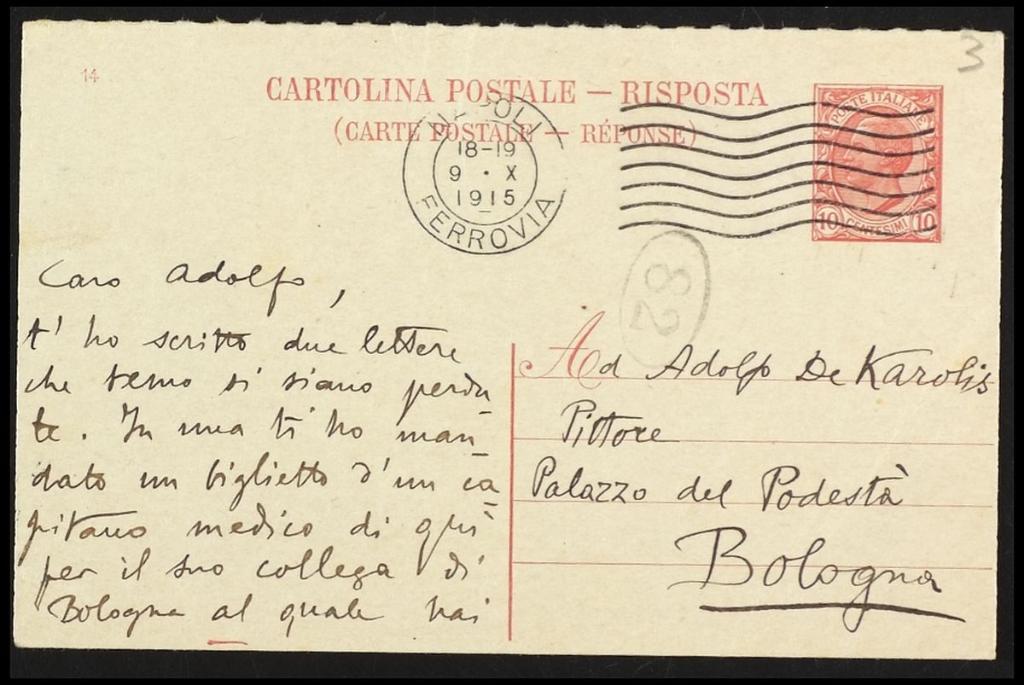 3
14
CARTOLINA POSTALE — RISPOSTA
(CARTE POSTALE — RÉPONSE)
NAPOLI
18-19
9 · X
1915
FERROVIA
POSTE ITALIANE
10 CENTESIMI 10
28
Caro Adolfo,
t' ho scritto due lettere
che temo si siano perdu-
te. In una ti ho man-
dato un biglietto d'un ca-
pitano medico di qui
per il suo collega di
Bologna al quale hai
Ad Adolfo De Karolis
Pittore
Palazzo del Podestà
Bologna